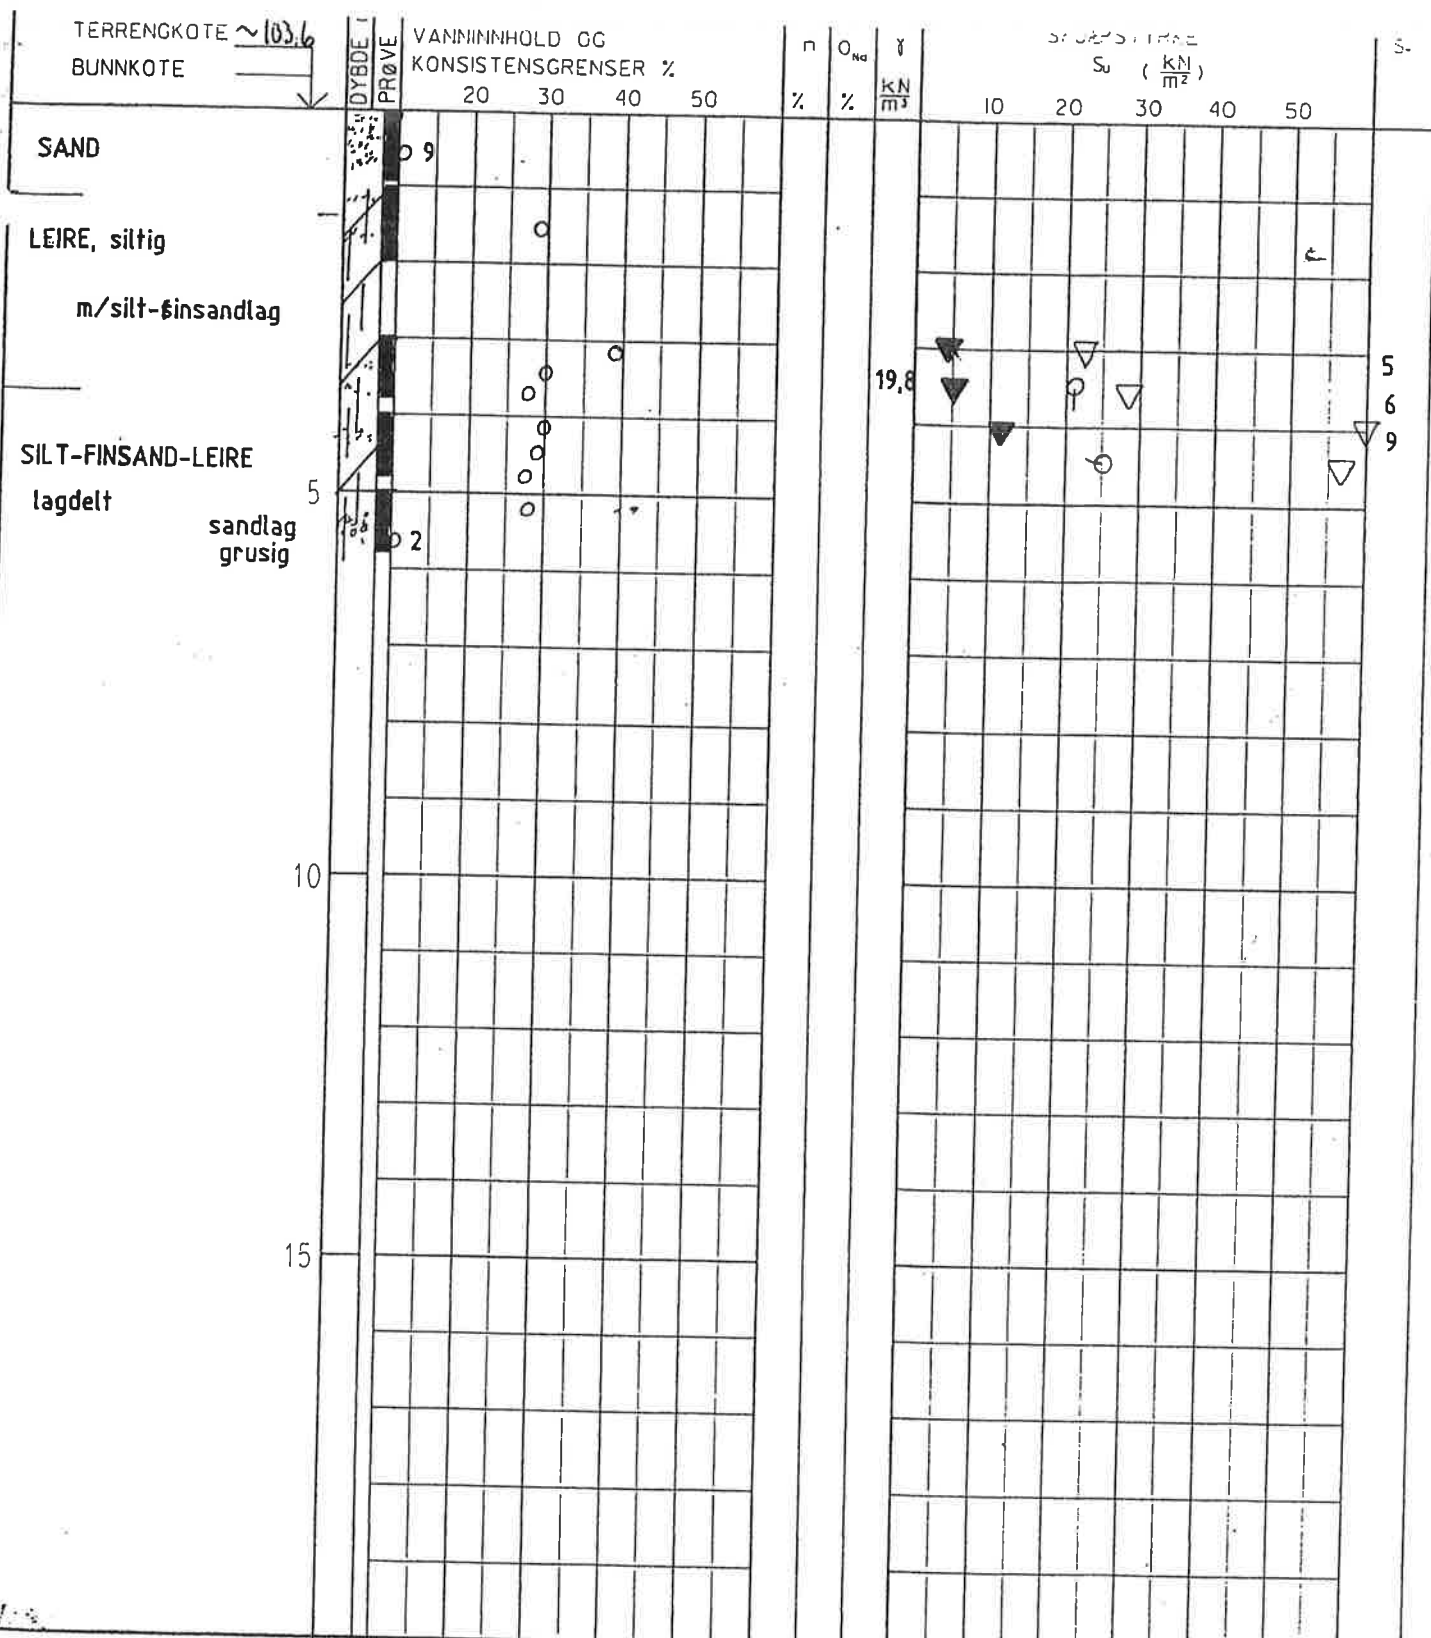 TERRENGKOTE ~103,6
BUNNKOTE
DYBDE
PRØVE
VANNINNHOLD OG
KONSISTENSGRENSER %
20 30 40 50
n
%
O Na
%
γ
kN/m³
Su (kN/m²)
10 20 30 40 50
SAND
9
LEIRE, siltig
m/silt-finsandlag
19,8
5
6
9
SILT-FINSAND-LEIRE
lagdelt
5
sandlag
grusig
2
10
15